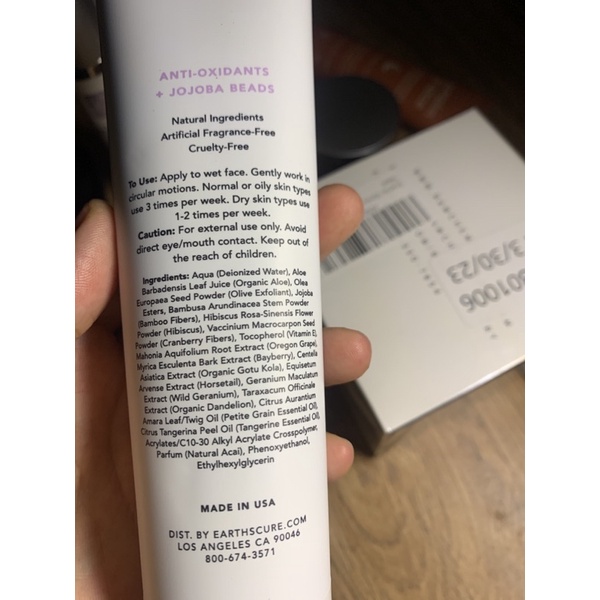 ANTI-OXIDANTS
+ JOJOBA BEADS
Natural Ingredients
Artificial Fragrance-Free
Cruelty-Free
To Use: Apply to wet face. Gently work in
circular motions. Normal or oily skin types
use 3 times per week. Dry skin types use
1-2 times per week.
Caution: For external use only. Avoid
direct eye/mouth contact. Keep out of
the reach of children.
Ingredients: Aqua (Deionized Water), Aloe
Barbadensis Leaf Juice (Organic Aloe), Olea
Europaea Seed Powder (Olive Exfoliant), Jojoba
Esters, Bambusa Arundinacea Stem Powder
(Bamboo Fibers), Hibiscus Rosa-Sinensis Flower
Powder (Hibiscus), Vaccinium Macrocarpon Seed
Powder (Cranberry Fibers), Tocopherol (Vitamin E),
Mahonia Aquifolium Root Extract (Oregon Grape),
Myrica Esculenta Bark Extract (Bayberry), Centella
Asiatica Extract (Organic Gotu Kola), Equisetum
Arvense Extract (Horsetail), Geranium Maculatum
Extract (Wild Geranium), Taraxacum Officinale
Extract (Organic Dandelion), Citrus Aurantium
Amara Leaf/Twig Oil (Petite Grain Essential Oil),
Citrus Tangerina Peel Oil (Tangerine Essential Oil),
Acrylates/C10-30 Alkyl Acrylate Crosspolymer,
Parfum (Natural Acai), Phenoxyethanol,
Ethylhexylglycerin
MADE IN USA
DIST. BY EARTHSCURE.COM
LOS ANGELES CA 90046
800-674-3571
3/30/23
301006